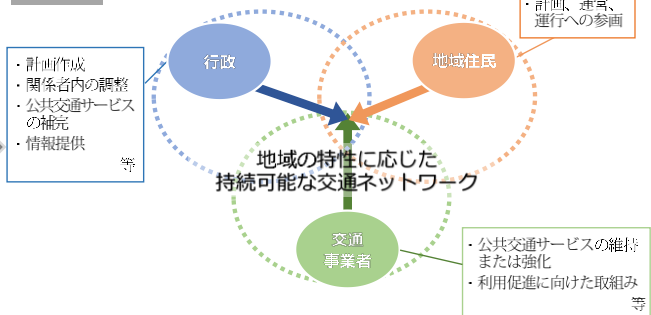 ・計画、運営、
運行への参画
行政
地域住民
・計画作成
・関係者内の調整
・公共交通サービス
の補完
・情報提供
等
地域の特性に応じた
持続可能な交通ネットワーク
交通
事業者
・公共交通サービスの維持
または強化
・利用促進に向けた取組み
等